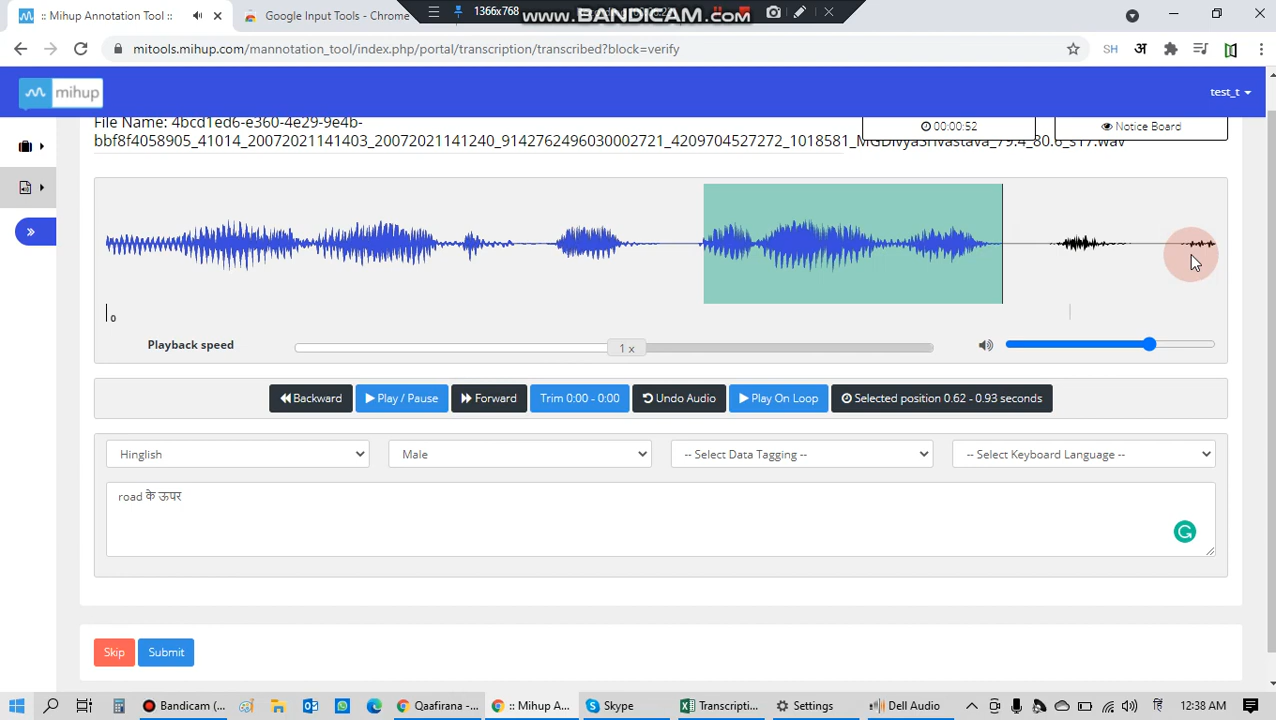 :: Mihup Annotation Tool ::
Google Input Tools - Chrome
1366x768
www.BANDICAM.com
mitools.mihup.com/mannotation_tool/index.php/portal/transcription/transcribed?block=verify
SH
अ
mihup
test_t
File Name: 4bcd1ed6-e360-4e29-9e4b-
bbf8f4058905_41014_20072021141403_20072021141240_9142762496030002721_4209704527272_1018581_MGDivyaSrivastava_79.4_80.6_s17.wav
00:00:52
Notice Board
0
Playback speed
1 x
Backward
Play / Pause
Forward
Trim 0:00 - 0:00
Undo Audio
Play On Loop
Selected position 0.62 - 0.93 seconds
Hinglish
Male
-- Select Data Tagging --
-- Select Keyboard Language --
road के ऊपर
Skip
Submit
Bandicam (...
Qaafirana -...
:: Mihup A...
Skype
Transcripti...
Settings
Dell Audio
हि
12:38 AM